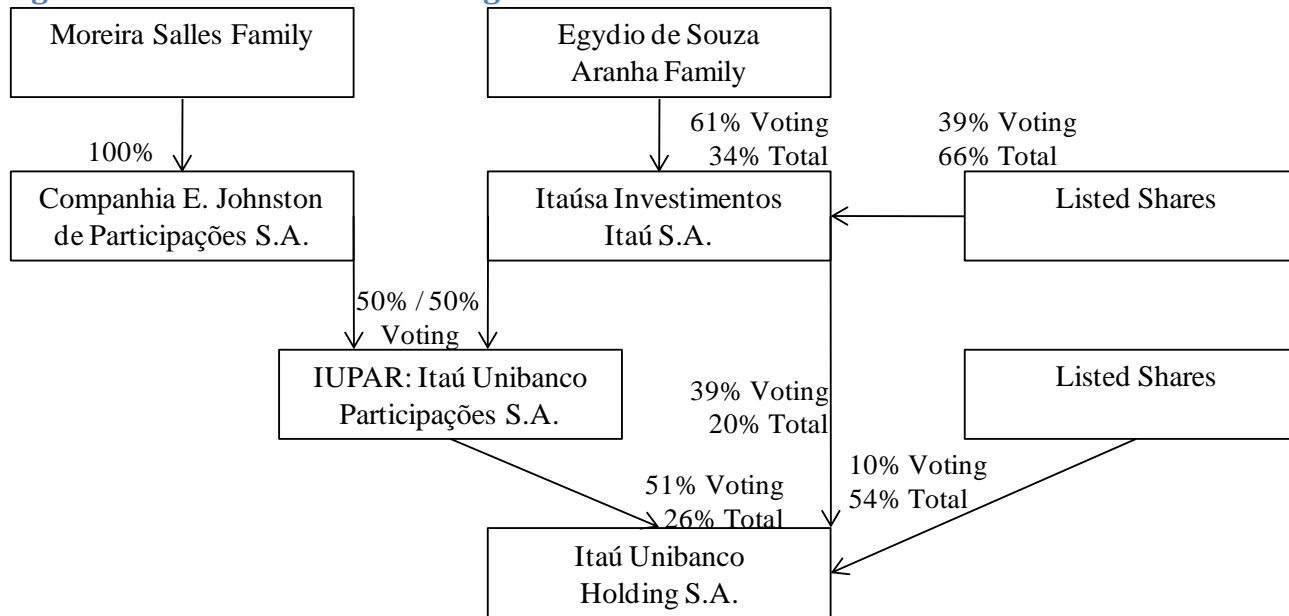 Moreira Salles Family
Egydio de Souza
Aranha Family
61% Voting
34% Total
39% Voting
66% Total
100%
Companhia E. Johnston
de Participações S.A.
Itaúsa Investimentos
Itaú S.A.
Listed Shares
50% / 50%
Voting
IUPAR: Itaú Unibanco
Participações S.A.
39% Voting
20% Total
Listed Shares
10% Voting
54% Total
51% Voting
26% Total
Itaú Unibanco
Holding S.A.